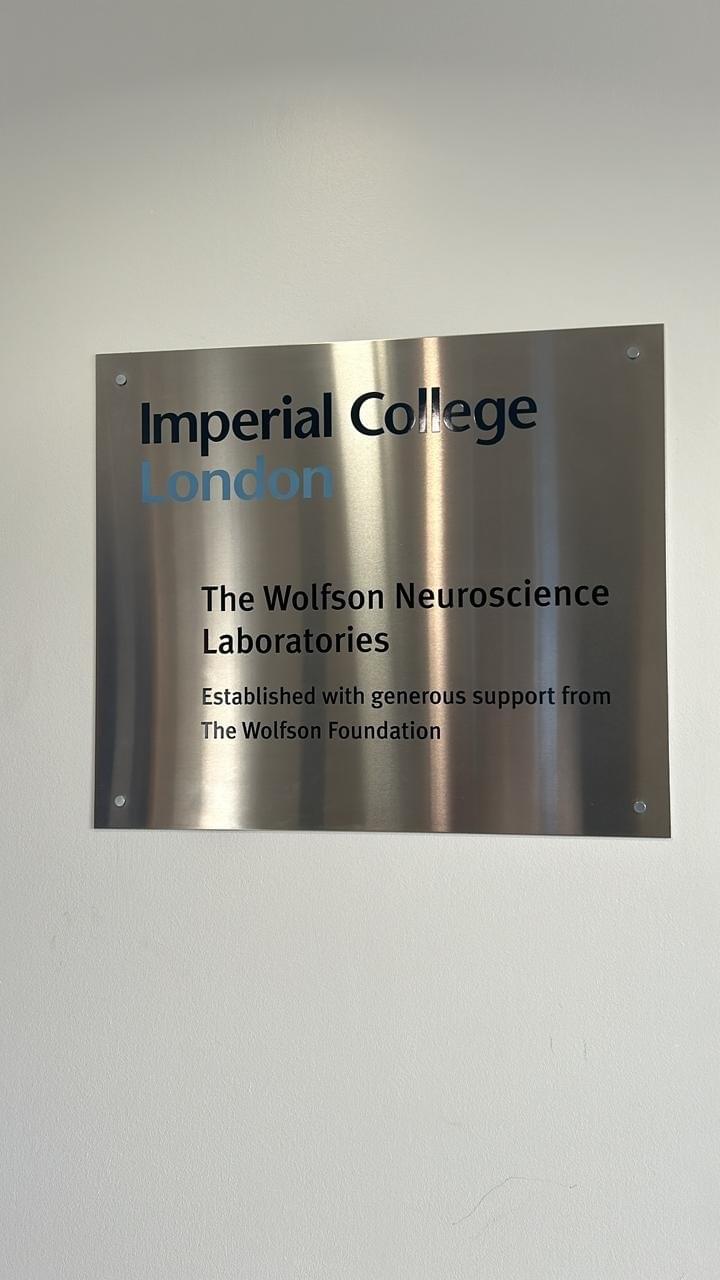 Imperial College
London
The Wolfson Neuroscience
Laboratories
Established with generous support from
The Wolfson Foundation